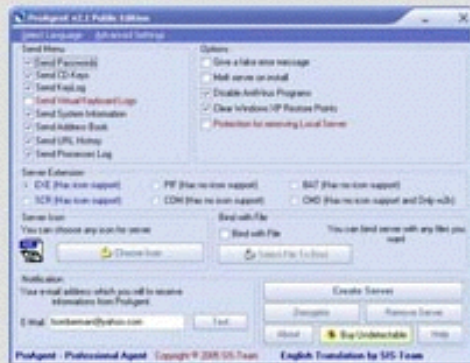 ProAgent v2.1 Public Edition
Select Language Advanced Settings
Send Menu
Send Passwords
Send CD Keys
Send KeyLog
Send Virtual Keyboard Logs
Send System Information
Send Address Book
Send URL History
Send Processes Log
Options
Give a fake error message
Melt server on install
Disable AntiVirus Programs
Clear Windows XP Restore Points
Protection for removing Local Server
Server Extension
EXE (Has icon support) PIF (Has no icon support) BAT (Has no icon support)
SCR (Has icon support) COM (Has no icon support) CMD (Has no icon support and Only w2k)
Server Icon
You can choose any icon for server
Choose Icon
Bind with File
Bind with File
You can bind server with any files you want
Select File To Bind
Notification
Your e-mail address which you will to receive
informations from ProAgent.
E-Mail: Test
Create Server
Remove Server
About Buy Undetectable Help
ProAgent - Professional Agent Copyright © 2005 SIS-Team English Translation by SIS-Team